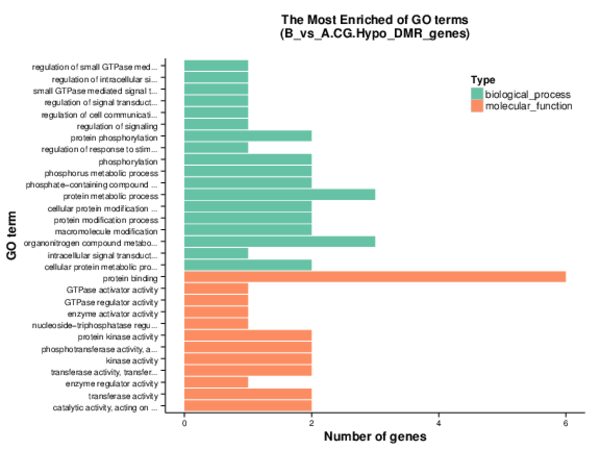 The Most Enriched of GO terms
(B_vs_A.CG.Hypo_DMR_genes)
Type
biological_process
molecular_function
GO term
regulation of small GTPase med...
regulation of intracellular si...
small GTPase mediated signal t...
regulation of signal transduct...
regulation of cell communicati...
regulation of signaling
protein phosphorylation
regulation of response to stim...
phosphorylation
phosphorus metabolic process
phosphate−containing compound ...
protein metabolic process
cellular protein modification ...
protein modification process
macromolecule modification
organonitrogen compound metabo...
intracellular signal transduct...
cellular protein metabolic pro...
protein binding
GTPase activator activity
GTPase regulator activity
enzyme activator activity
nucleoside−triphosphatase regu...
protein kinase activity
phosphotransferase activity, a...
kinase activity
transferase activity, transfer...
enzyme regulator activity
transferase activity
catalytic activity, acting on ...
0 2 4 6
Number of genes